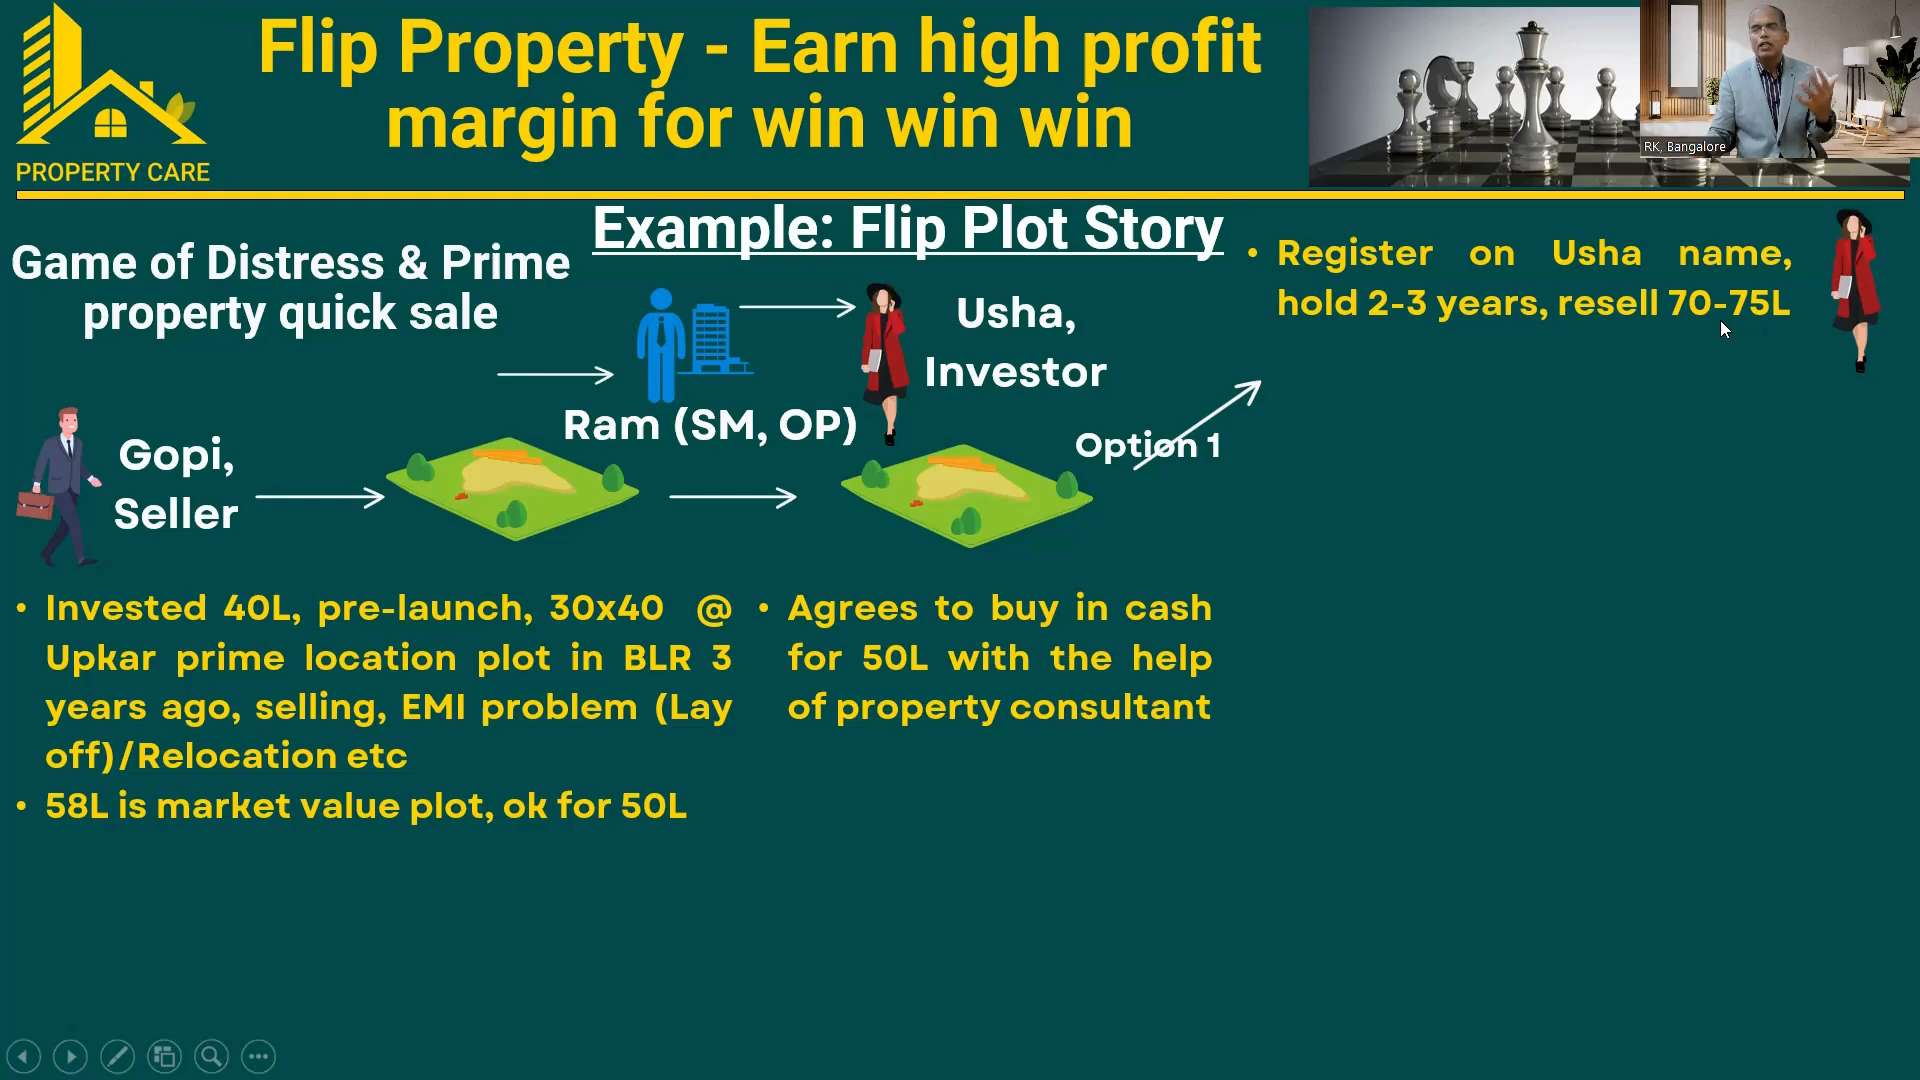 Flip Property - Earn high profit
margin for win win win
PROPERTY CARE
RK, Bangalore
Example: Flip Plot Story
Game of Distress & Prime
property quick sale
Usha,
Investor
Ram (SM, OP)
Gopi,
Seller
Option 1
• Register on Usha name,
hold 2-3 years, resell 70-75L
• Invested 40L, pre-launch, 30x40 @
Upkar prime location plot in BLR 3
years ago, selling, EMI problem (Lay
off)/Relocation etc
• 58L is market value plot, ok for 50L
• Agrees to buy in cash
for 50L with the help
of property consultant